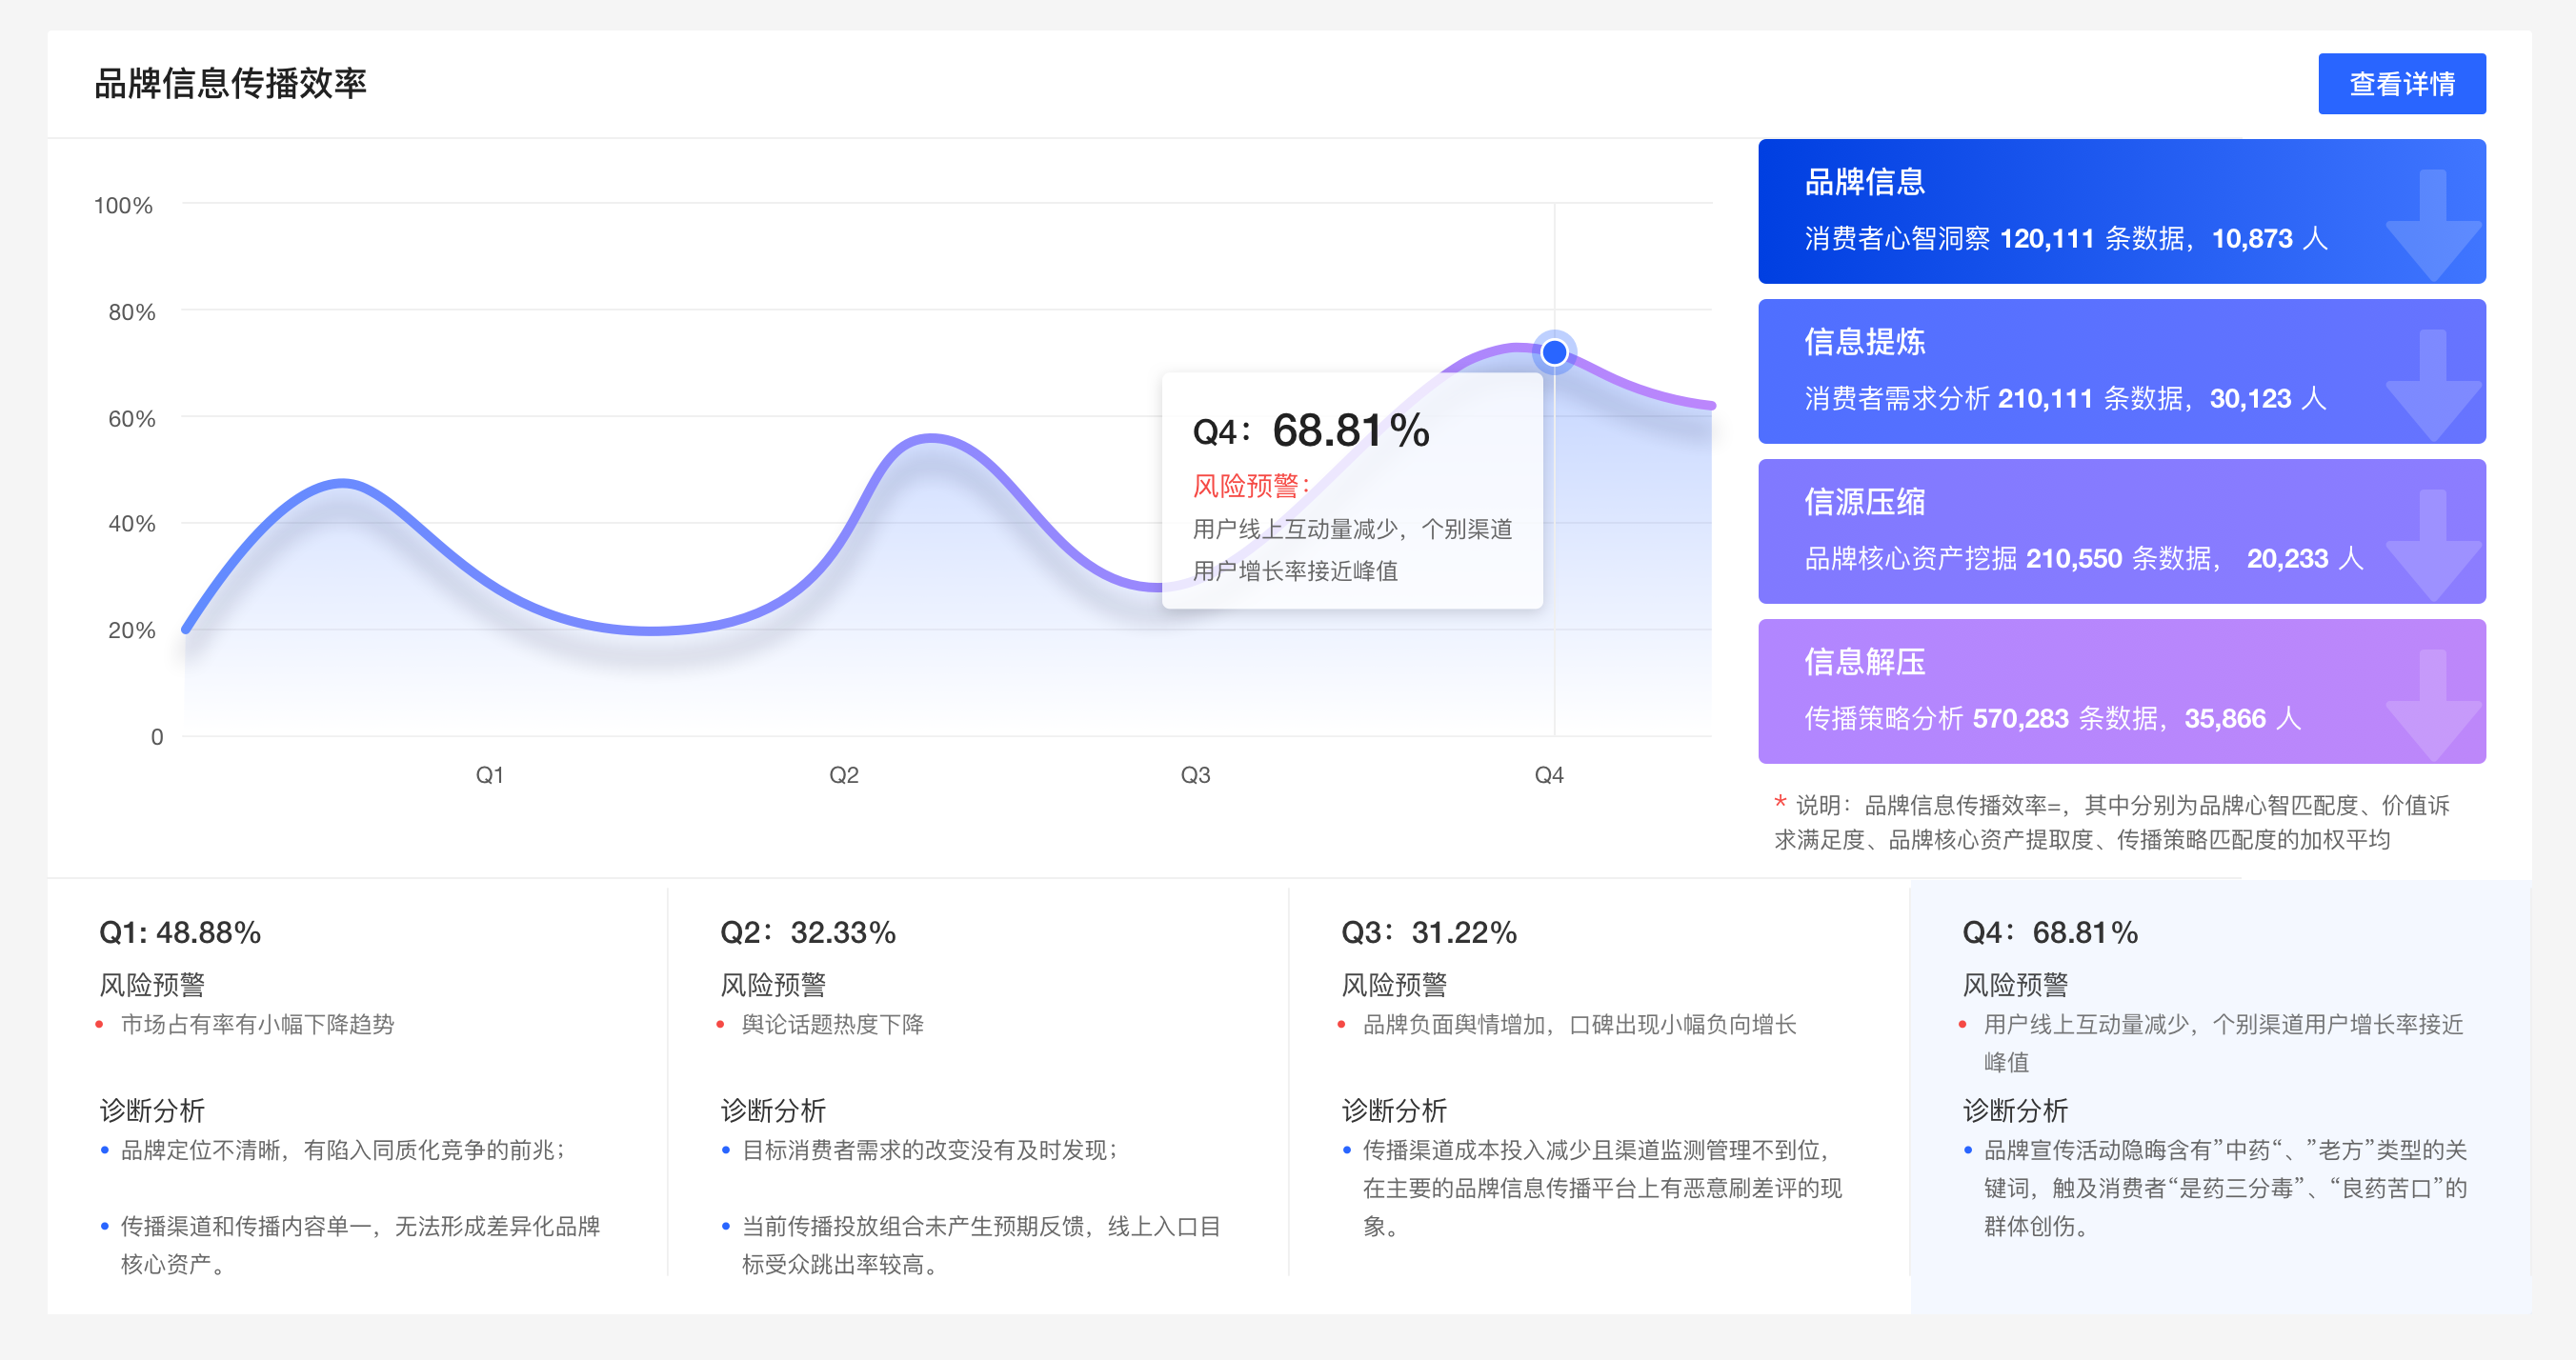 品牌信息传播效率
查看详情
100%
80%
60%
40%
20%
0
Q1
Q2
Q3
Q4
Q4：68.81%
风险预警：
用户线上互动量减少，个别渠道
用户增长率接近峰值
品牌信息
消费者心智洞察 120,111 条数据，10,873 人
信息提炼
消费者需求分析 210,111 条数据，30,123 人
信源压缩
品牌核心资产挖掘 210,550 条数据， 20,233 人
信息解压
传播策略分析 570,283 条数据，35,866 人
* 说明：品牌信息传播效率=，其中分别为品牌心智匹配度、价值诉
求满足度、品牌核心资产提取度、传播策略匹配度的加权平均
Q1: 48.88%
风险预警
市场占有率有小幅下降趋势
诊断分析
品牌定位不清晰，有陷入同质化竞争的前兆；
传播渠道和传播内容单一，无法形成差异化品牌
核心资产。
Q2：32.33%
风险预警
舆论话题热度下降
诊断分析
目标消费者需求的改变没有及时发现；
当前传播投放组合未产生预期反馈，线上入口目
标受众跳出率较高。
Q3：31.22%
风险预警
品牌负面舆情增加，口碑出现小幅负向增长
诊断分析
传播渠道成本投入减少且渠道监测管理不到位，
在主要的品牌信息传播平台上有恶意刷差评的现
象。
Q4：68.81%
风险预警
用户线上互动量减少，个别渠道用户增长率接近
峰值
诊断分析
品牌宣传活动隐晦含有”中药“、”老方”类型的关
键词，触及消费者“是药三分毒”、“良药苦口”的
群体创伤。